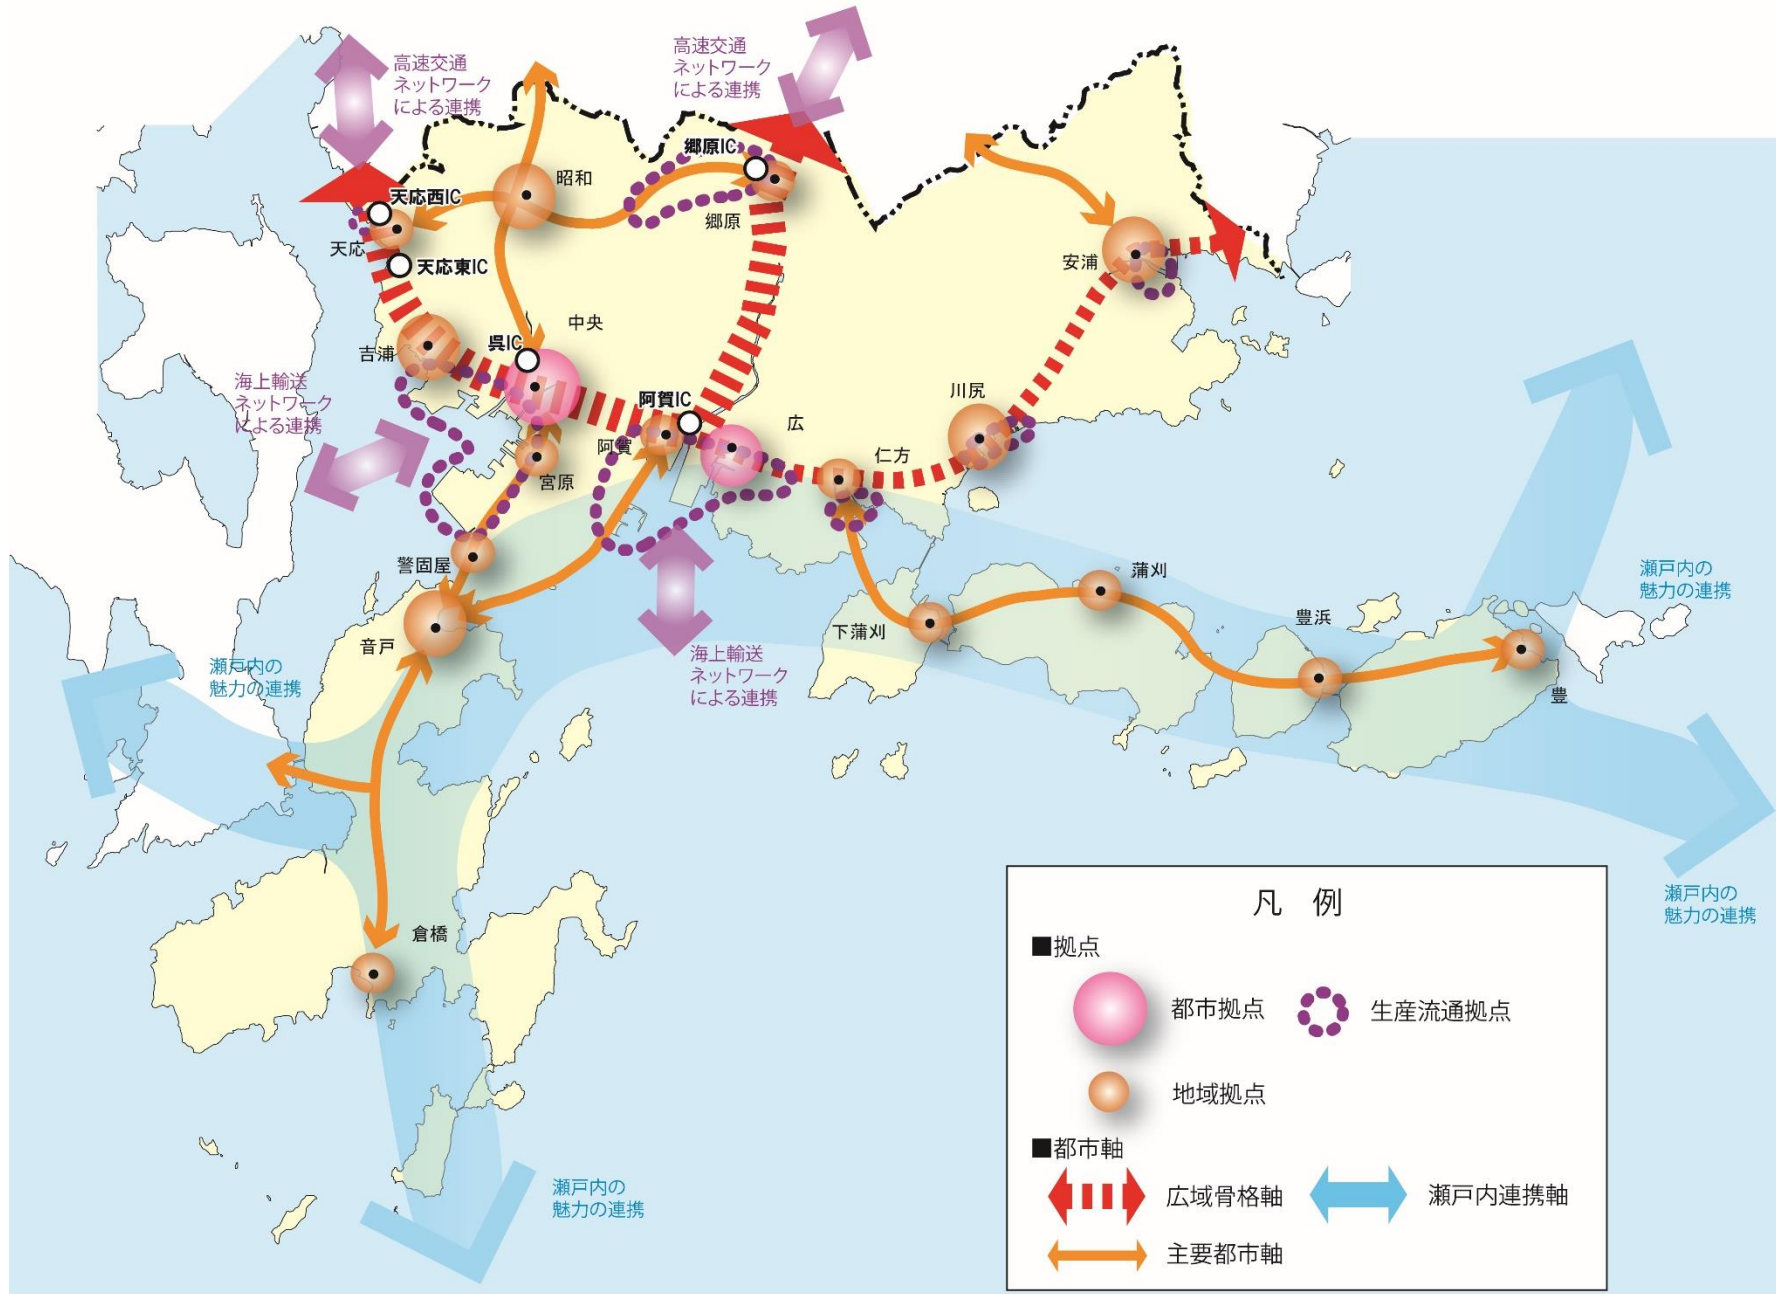 高速交通
ネットワーク
による連携
高速交通
ネットワーク
による連携
郷原IC
昭和
天応西IC
郷原
天応
天応東IC
安浦
中央
呉IC
吉浦
海上輸送
ネットワーク
による連携
川尻
阿賀IC
広
阿賀
仁方
宮原
警固屋
蒲刈
瀬戸内の
魅力の連携
豊浜
下蒲刈
音戸
海上輸送
ネットワーク
による連携
瀬戸内の
魅力の連携
豊
瀬戸内の
魅力の連携
倉橋
瀬戸内の
魅力の連携
凡 例
■拠点
都市拠点
生産流通拠点
地域拠点
■都市軸
広域骨格軸
瀬戸内連携軸
主要都市軸